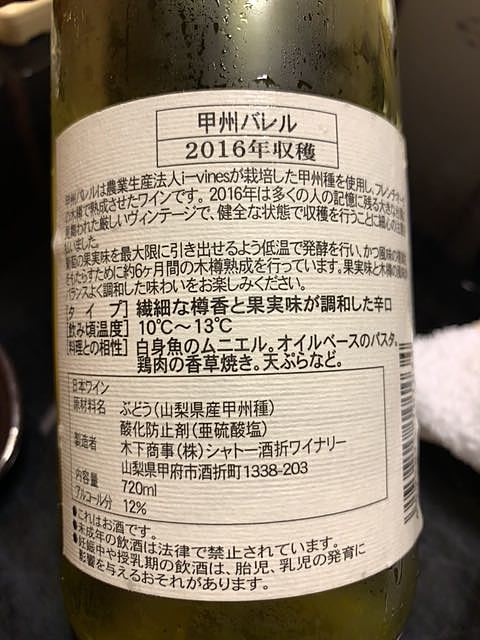 甲州バレル
2016年収穫
甲州バレルは農業生産法人i-vinesが栽培した甲州種を使用し、フレンチオーク
の木樽で熟成させたワインです。2016年は多くの人の記憶に残る大きな
われた厳しいヴィンテージで、健全な状態で収穫を行うことに細心の
いました。
の果実味を最大限に引き出せるよう低温で発酵を行い、かつ風味の
をもたらすために約6ヶ月間の木樽熟成を行っています。果実味と木樽の風味が
バランスよく調和した味わいをお楽しみください。
[タイプ] 繊細な樽香と果実味が調和した辛口
[飲み頃温度] 10℃～13℃
[料理との相性] 白身魚のムニエル。オイルベースのパスタ。
鶏肉の香草焼き。天ぷらなど。
日本ワイン
原材料名 ぶどう(山梨県産甲州種)
酸化防止剤(亜硫酸塩)
製造者 木下商事(株)シャトー酒折ワイナリー
山梨県甲府市酒折町1338-203
内容量 720ml
アルコール分 12%
●これはお酒です。
●未成年の飲酒は法律で禁止されています。
●妊娠中や授乳期の飲酒は、胎児、乳児の発育に
影響を与えるおそれがあります。